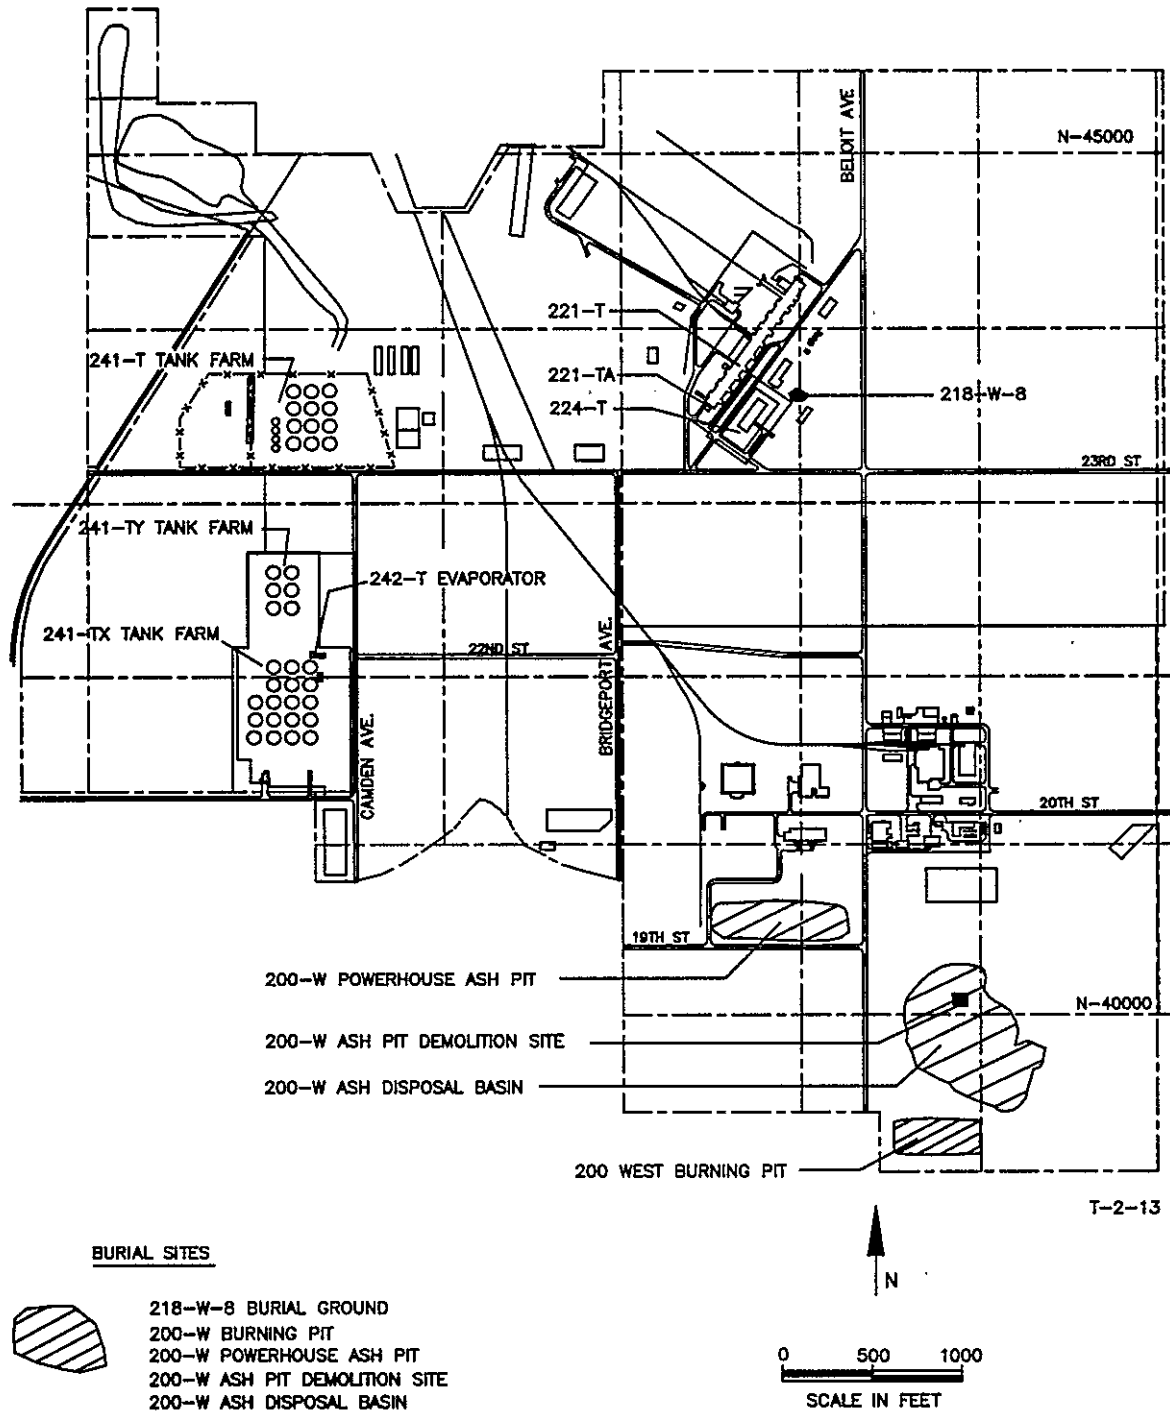 N-45000
BELOIT AVE.
221-T
241-T TANK FARM
221-TA
218-W-8
224-T
23RD ST
241-TY TANK FARM
242-T EVAPORATOR
241-TX TANK FARM
22ND ST
BRIDGEPORT AVE.
CAMDEN AVE.
20TH ST
19TH ST
200-W POWERHOUSE ASH PIT
N-40000
200-W ASH PIT DEMOLITION SITE
200-W ASH DISPOSAL BASIN
200 WEST BURNING PIT
T-2-13
BURIAL SITES
N
218-W-8 BURIAL GROUND
200-W BURNING PIT
200-W POWERHOUSE ASH PIT
200-W ASH PIT DEMOLITION SITE
200-W ASH DISPOSAL BASIN
0 500 1000
SCALE IN FEET